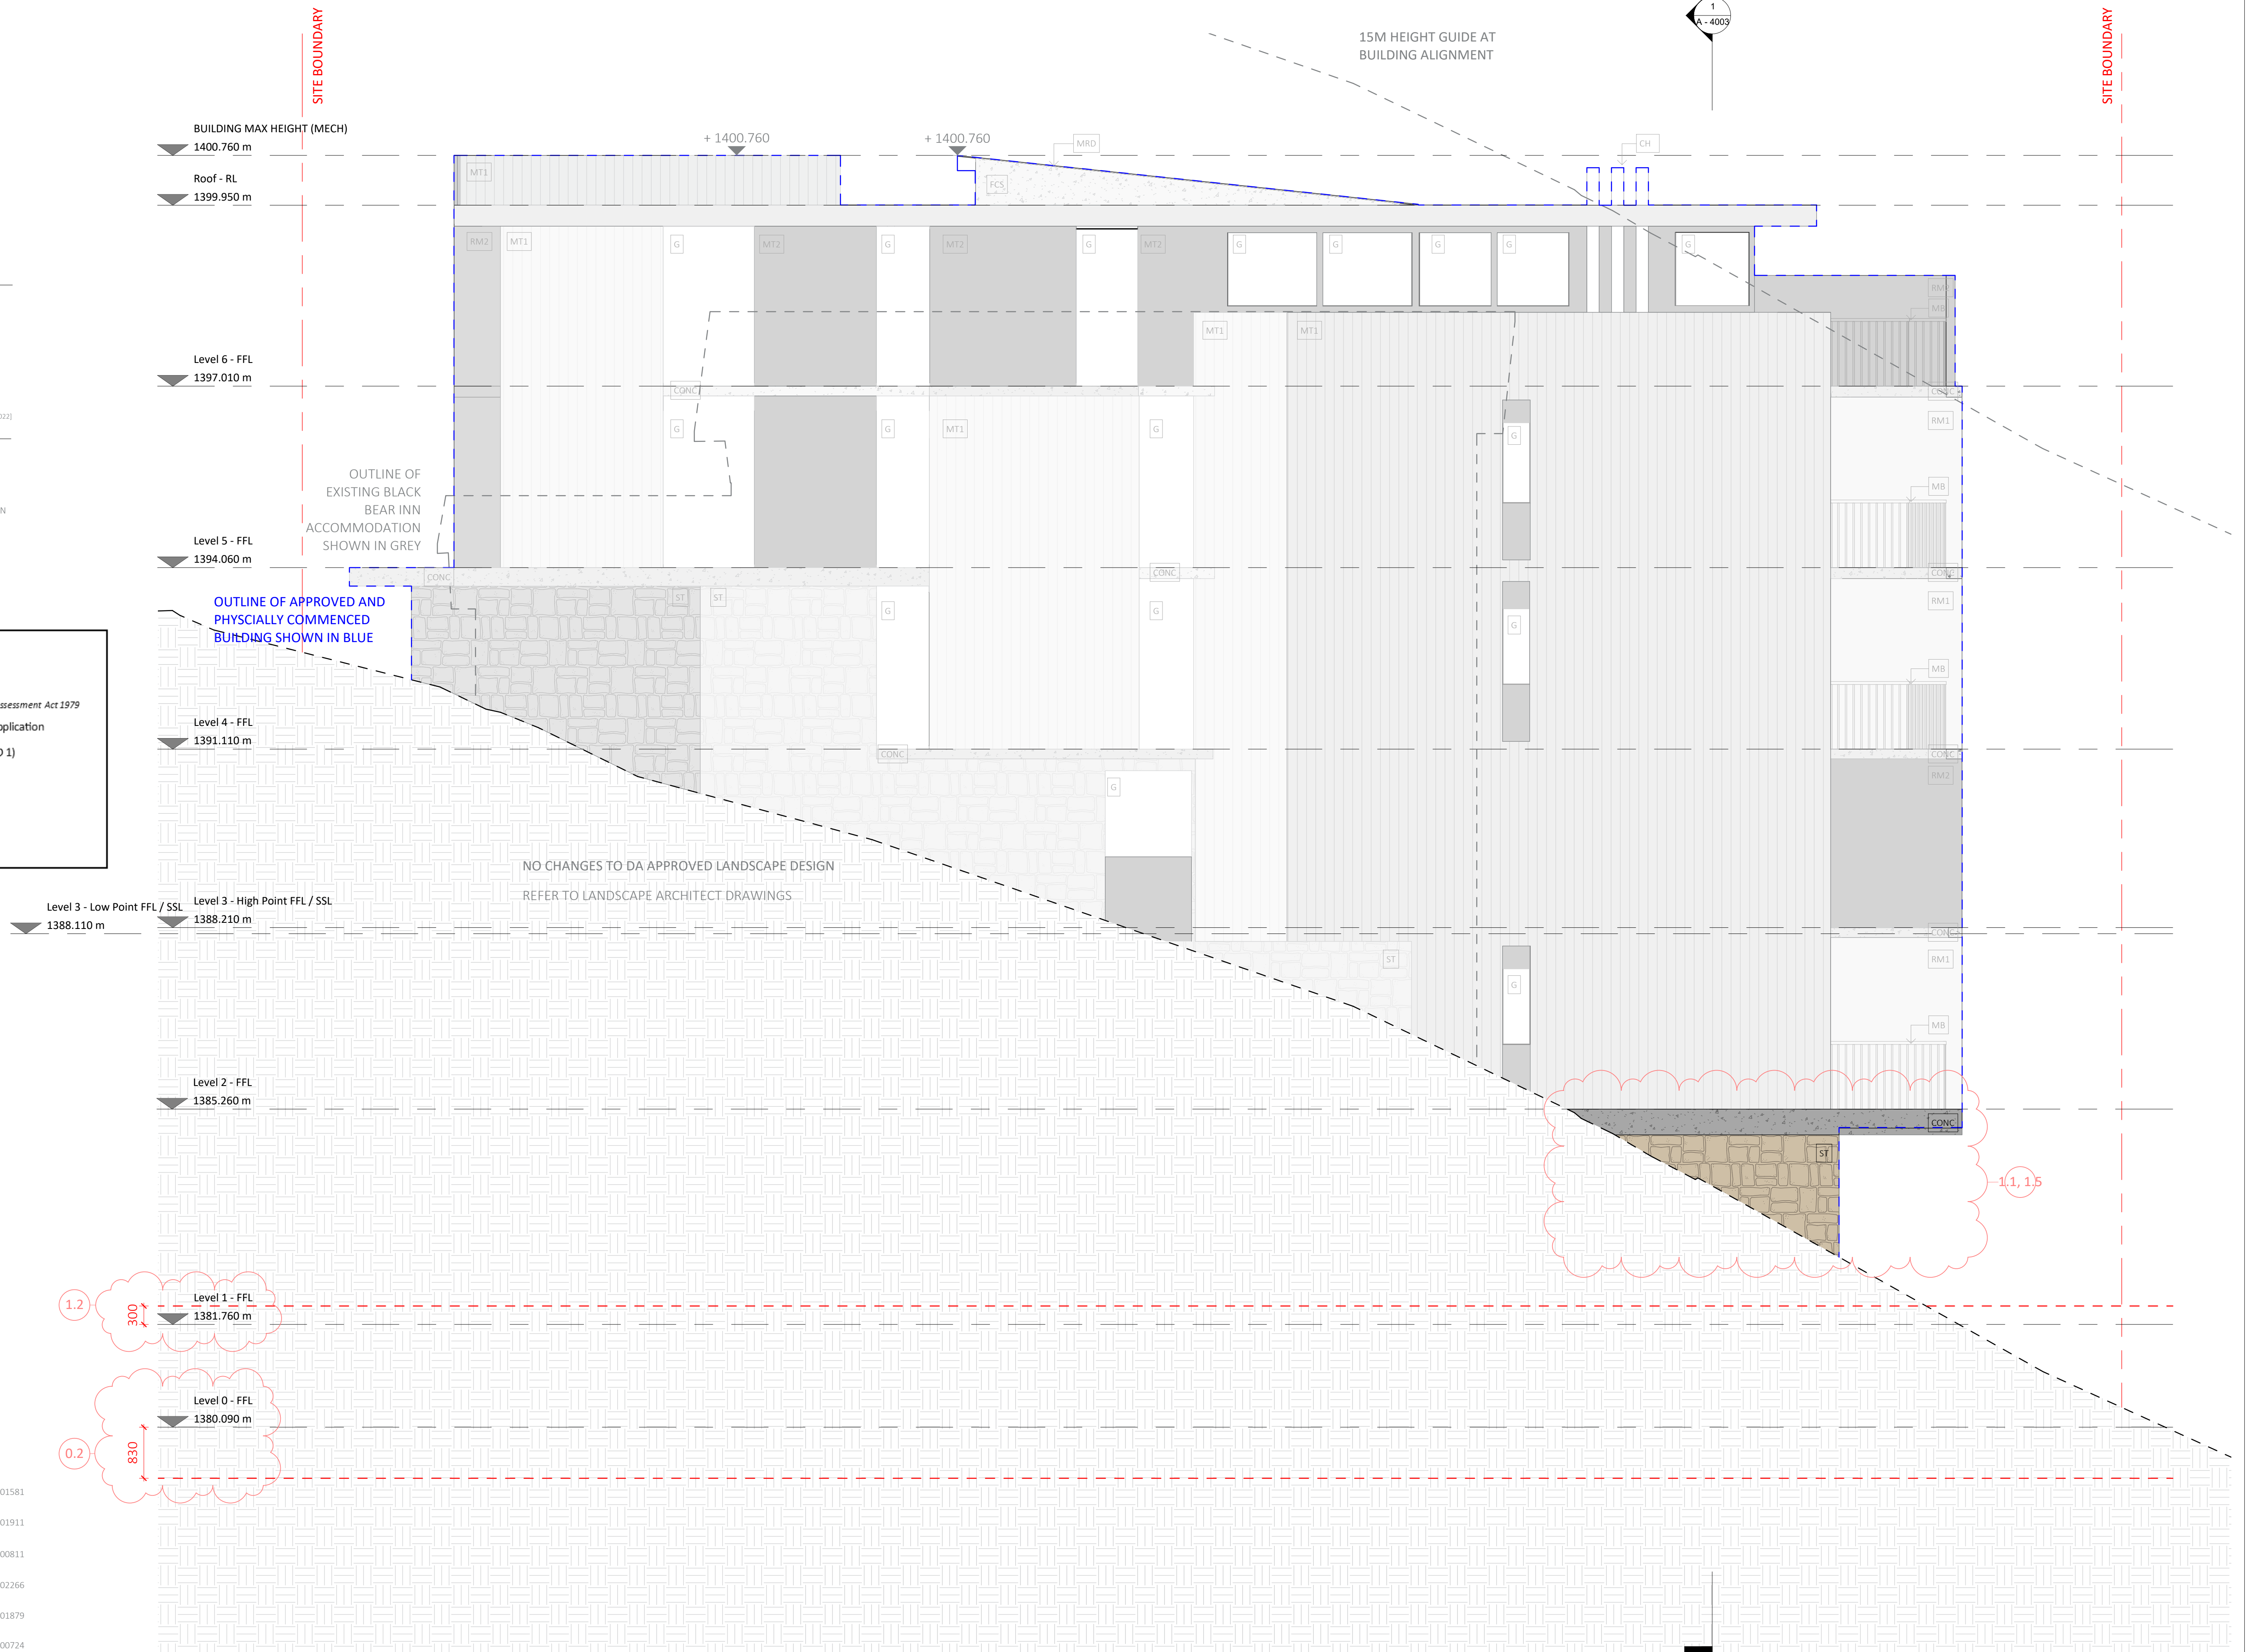 1
A - 4003
SITE BOUNDARY
SITE BOUNDARY
15M HEIGHT GUIDE AT
BUILDING ALIGNMENT
BUILDING MAX HEIGHT (MECH)
1400.760 m
+ 1400.760
+ 1400.760
MRD
CH
Roof - RL
1399.950 m
MT1
FCS
RM2
MT1
G
MT2
G
MT2
G
MT2
G
G
G
G
G
MB
MT1
MT1
Level 6 - FFL
1397.010 m
CONC
CONC
022]
G
G
MT1
G
G
RM1
OUTLINE OF
EXISTING BLACK
BEAR INN
ACCOMMODATION
SHOWN IN GREY
MB
N
Level 5 - FFL
1394.060 m
CONC
CONC
CONC
OUTLINE OF APPROVED AND
PHYSCIALLY COMMENCED
BUILDING SHOWN IN BLUE
ST
ST
G
G
G
RM1
MB
ssessment Act 1979
pplication
D 1)
Level 4 - FFL
1391.110 m
CONC
CONC
RM2
G
NO CHANGES TO DA APPROVED LANDSCAPE DESIGN
REFER TO LANDSCAPE ARCHITECT DRAWINGS
Level 3 - Low Point FFL / SSL
1388.110 m
Level 3 - High Point FFL / SSL
1388.210 m
CONC
ST
G
RM1
MB
Level 2 - FFL
1385.260 m
CONC
ST
1.1, 1.5
1.2
300
Level 1 - FFL
1381.760 m
0.2
830
Level 0 - FFL
1380.090 m
01581
01911
00811
02266
01879
00724